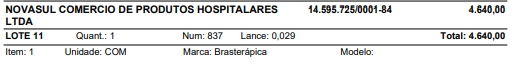 NOVASUL COMERCIO DE PRODUTOS HOSPITALARES LTDA 14.595.725/0001-84 4.640,00
LOTE 11 Quant.: 1 Num: 837 Lance: 0,029 Total: 4.640,00
Item: 1 Unidade: COM Marca: Brasterápica Modelo: